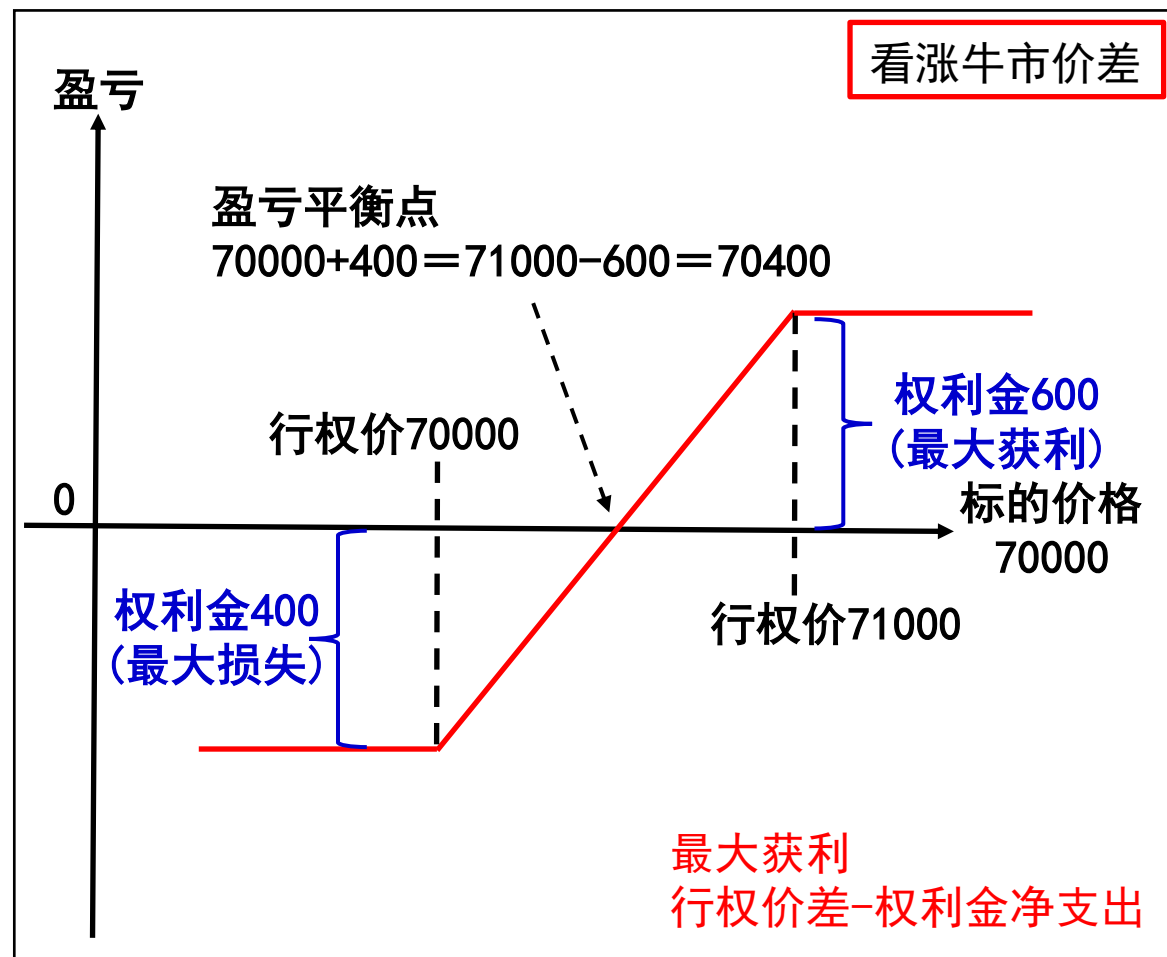 看涨牛市价差
盈亏
盈亏平衡点
70000+400＝71000-600＝70400
行权价70000
权利金600
(最大获利)
0
标的价格
70000
权利金400
(最大损失)
行权价71000
最大获利
行权价差-权利金净支出